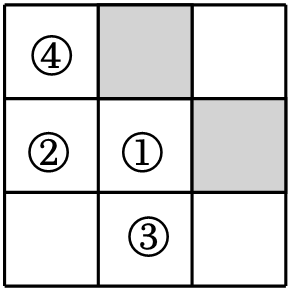 ④
② ①
③